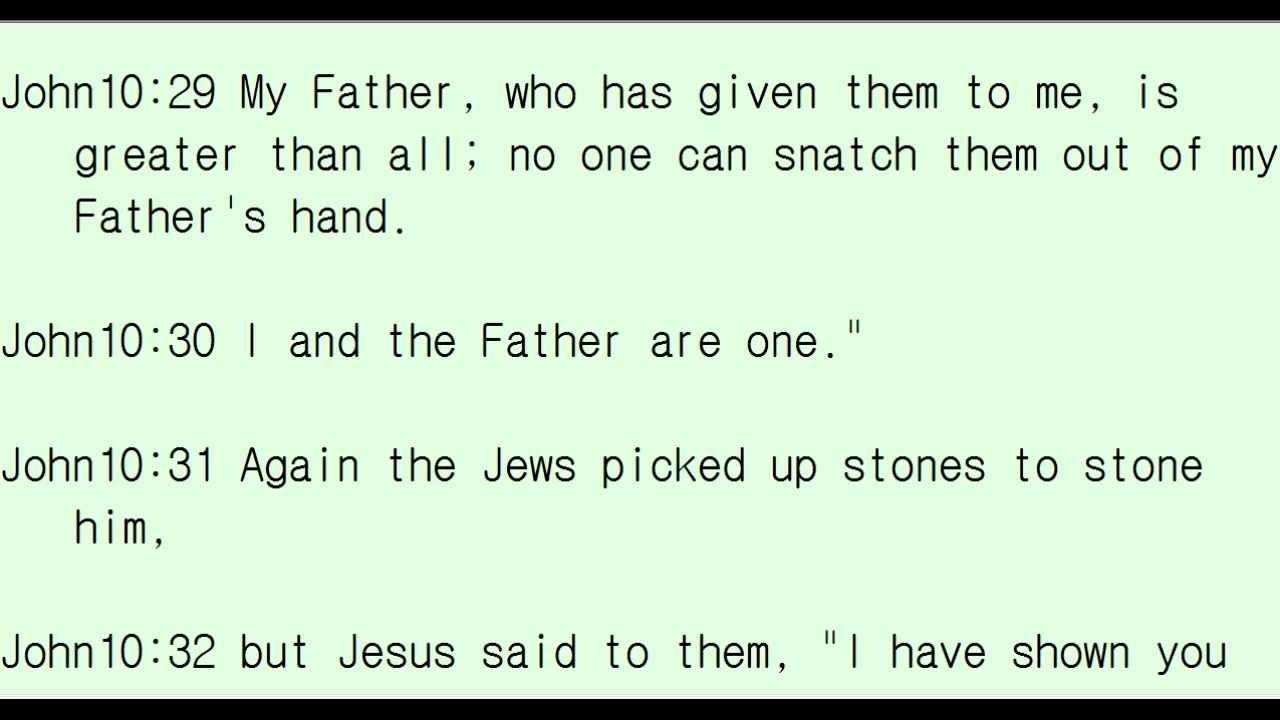 John10:29 My Father, who has given them to me, is
greater than all; no one can snatch them out of my
Father's hand.
John10:30 I and the Father are one."
John10:31 Again the Jews picked up stones to stone
him,
John10:32 but Jesus said to them, "I have shown you